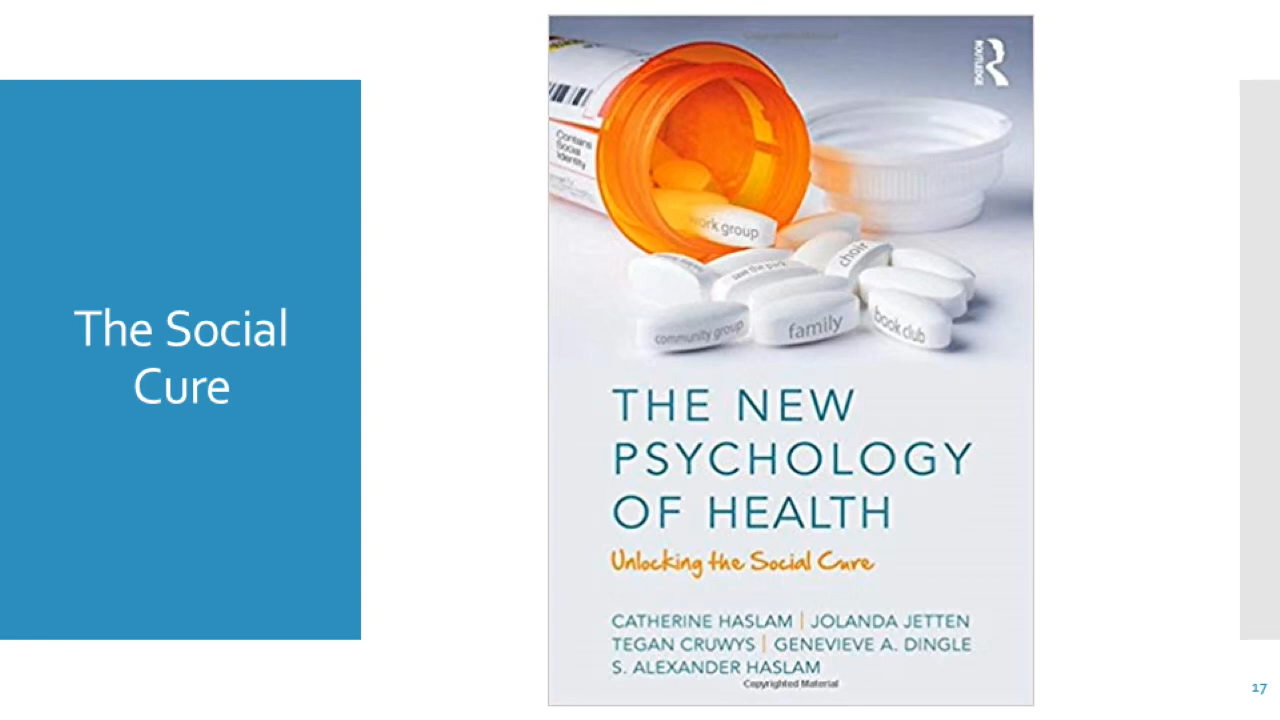 The Social
Cure
ROUTLEDGE
Contains
Social
Identity
work group
choir
community group
family
book club
THE NEW
PSYCHOLOGY
OF HEALTH
Unlocking the Social Cure
CATHERINE HASLAM | JOLANDA JETTEN
TEGAN CRUWYS | GENEVIEVE A. DINGLE
S. ALEXANDER HASLAM
Copyrighted Material
17